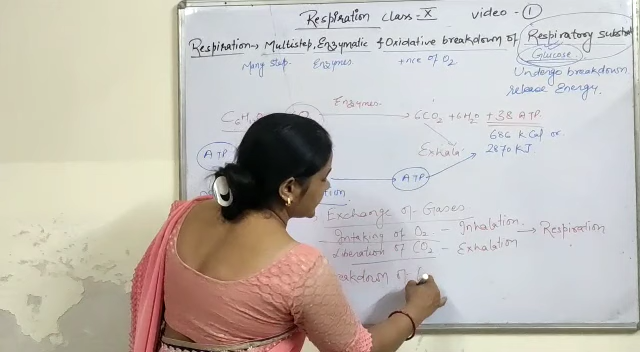 Respiration class-X video-①
Respiration → Multistep, Enzymatic & Oxidative breakdown of Respiratory substrate
Many step Enzymes +nce of O2 Glucose
Undergo breakdown
release Energy.
Enzymes
6CO2 + 6H2O + 38 ATP
686 K Cal or
2870 KJ
Exhale
ATP ATP
Exchange of Gases
Intaking of O2 - Inhalation
Liberation of CO2 - Exhalation → Respiration
breakdown of